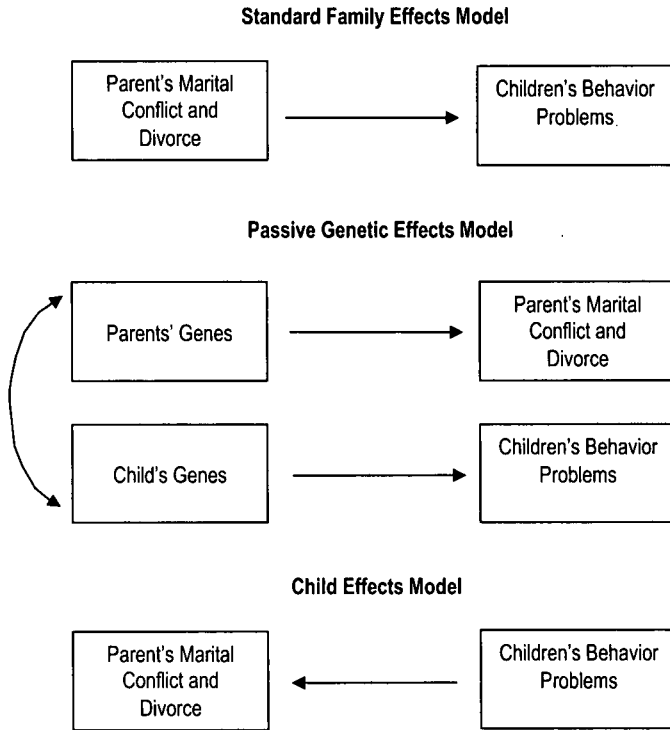 Standard Family Effects Model
Parent's Marital
Conflict and
Divorce
Children's Behavior
Problems
Passive Genetic Effects Model
Parents' Genes
Parent's Marital
Conflict and
Divorce
Child's Genes
Children's Behavior
Problems
Child Effects Model
Parent's Marital
Conflict and
Divorce
Children's Behavior
Problems